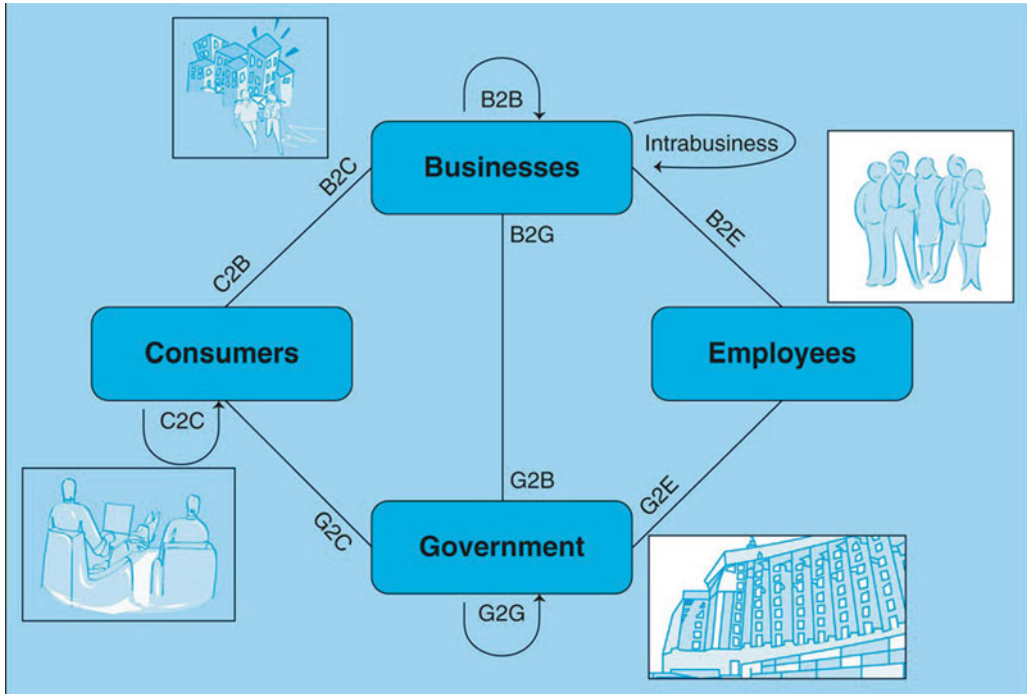 B2B
Businesses
Intrabusiness
B2C
B2G
B2E
C2B
Consumers
Employees
C2C
G2B
G2C
G2E
Government
G2G